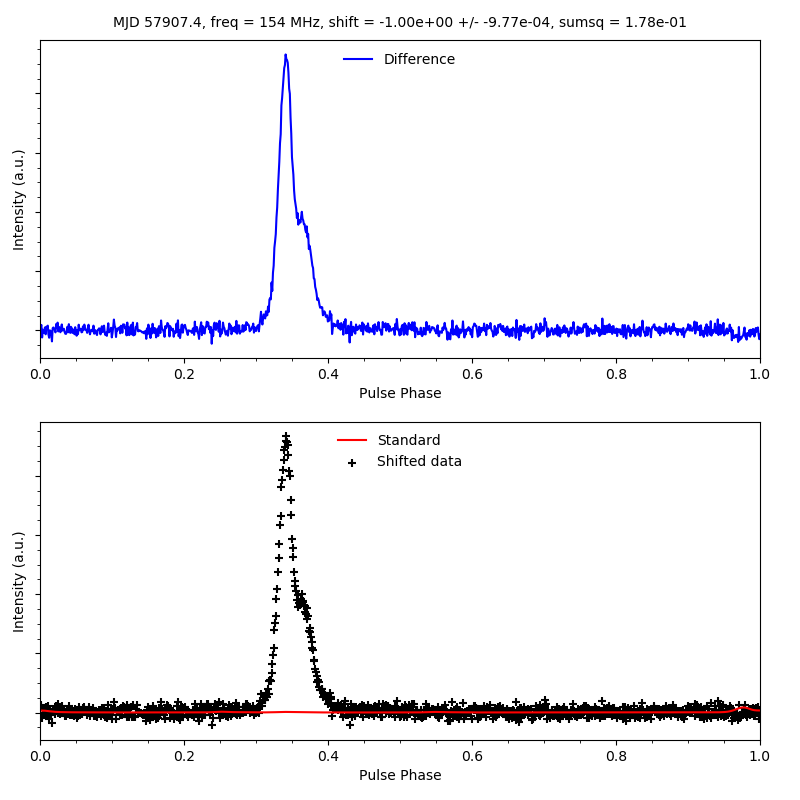 MJD 57907.4, freq = 154 MHz, shift = -1.00e+00 +/- -9.77e-04, sumsq = 1.78e-01
Difference
Intensity (a.u.)
0.0 0.2 0.4 0.6 0.8 1.0
Pulse Phase
Standard
Shifted data
Intensity (a.u.)
0.0 0.2 0.4 0.6 0.8 1.0
Pulse Phase